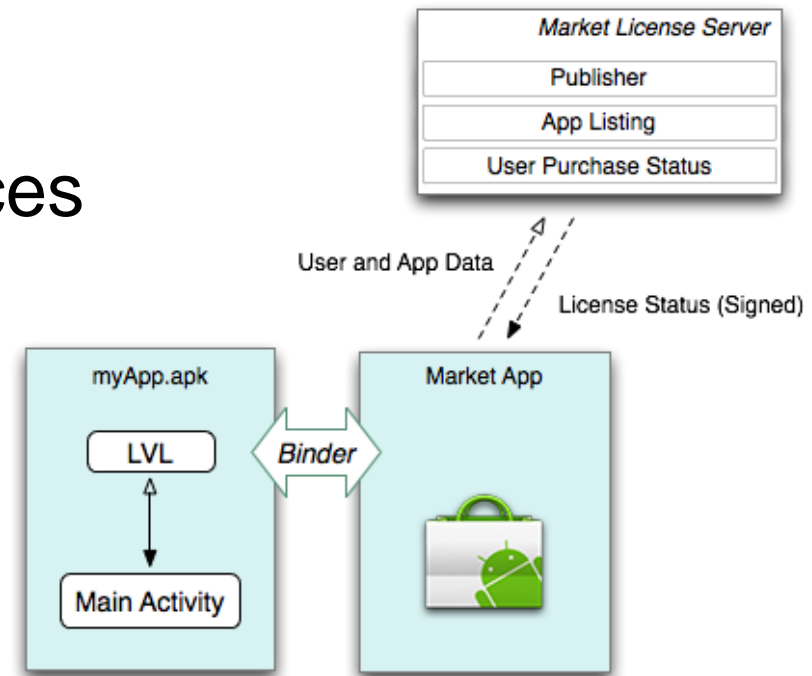 Market License Server
Publisher
App Listing
User Purchase Status
User and App Data
License Status (Signed)
myApp.apk
LVL
Main Activity
Binder
Market App